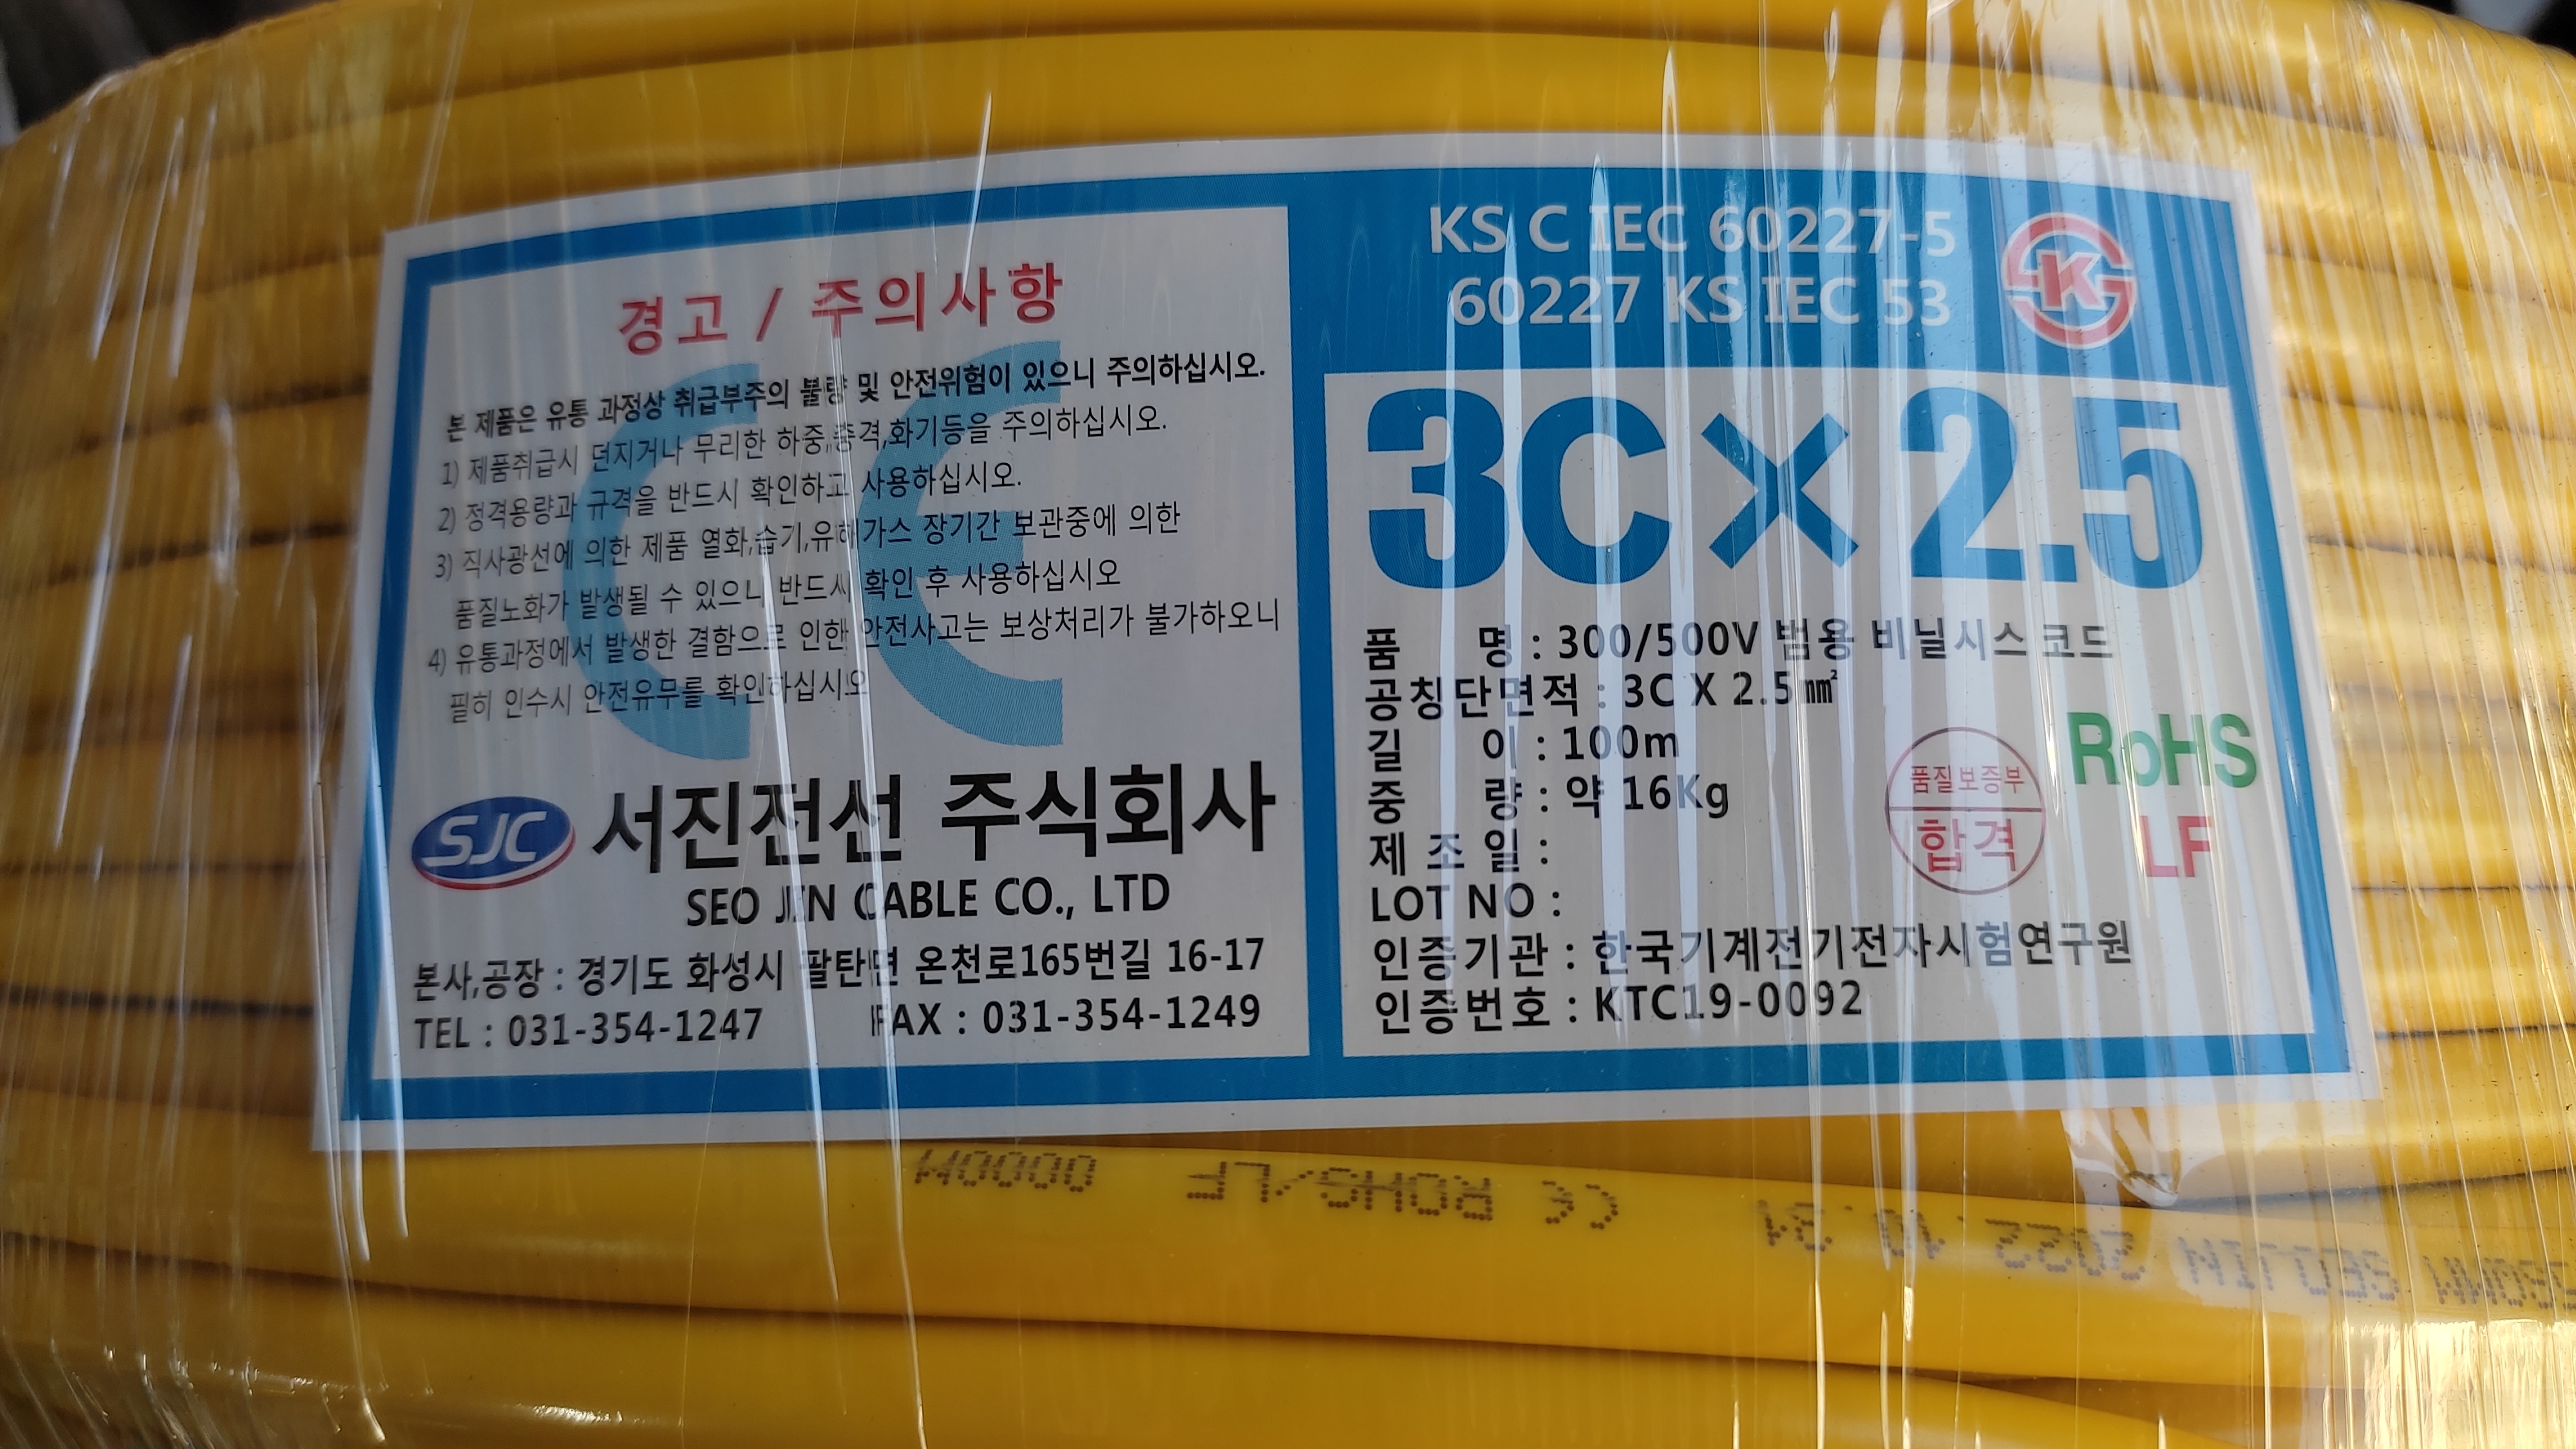 경고 / 주의사항
본 제품은 유통 과정상 취급부주의 불량 및 안전위험이 있으니 주의하십시오.
1) 제품취급시 던지거나 무리한 하중,충격,화기등을 주의하십시오.
2) 정격용량과 규격을 반드시 확인하고 사용하십시오.
3) 직사광선에 의한 제품 열화,습기,유해가스 장기간 보관중에 의한
품질노화가 발생될 수 있으니 반드시 확인 후 사용하십시오
4) 유통과정에서 발생한 결함으로 인한 안전사고는 보상처리가 불가하오니
필히 인수시 안전유무를 확인하십시오
CE
SJC 서진전선 주식회사
SEO JIN CABLE CO., LTD
본사,공장 : 경기도 화성시 팔탄면 온천로165번길 16-17
TEL : 031-354-1247 FAX : 031-354-1249
KS C IEC 60227-5
60227 KS IEC 53
K
3C×2.5
품 명 : 300/500V 범용 비닐시스 코드
공칭단면적 : 3C X 2.5㎟
길 이 : 100m
중 량 : 약 16Kg
제 조 일 :
LOT NO :
인증기관 : 한국기계전기전자시험연구원
인증번호 : KTC19-0092
품질보증부
합격
RoHS
LF
SEOJIN 2022. 10. CE ROHS/LF 0000M